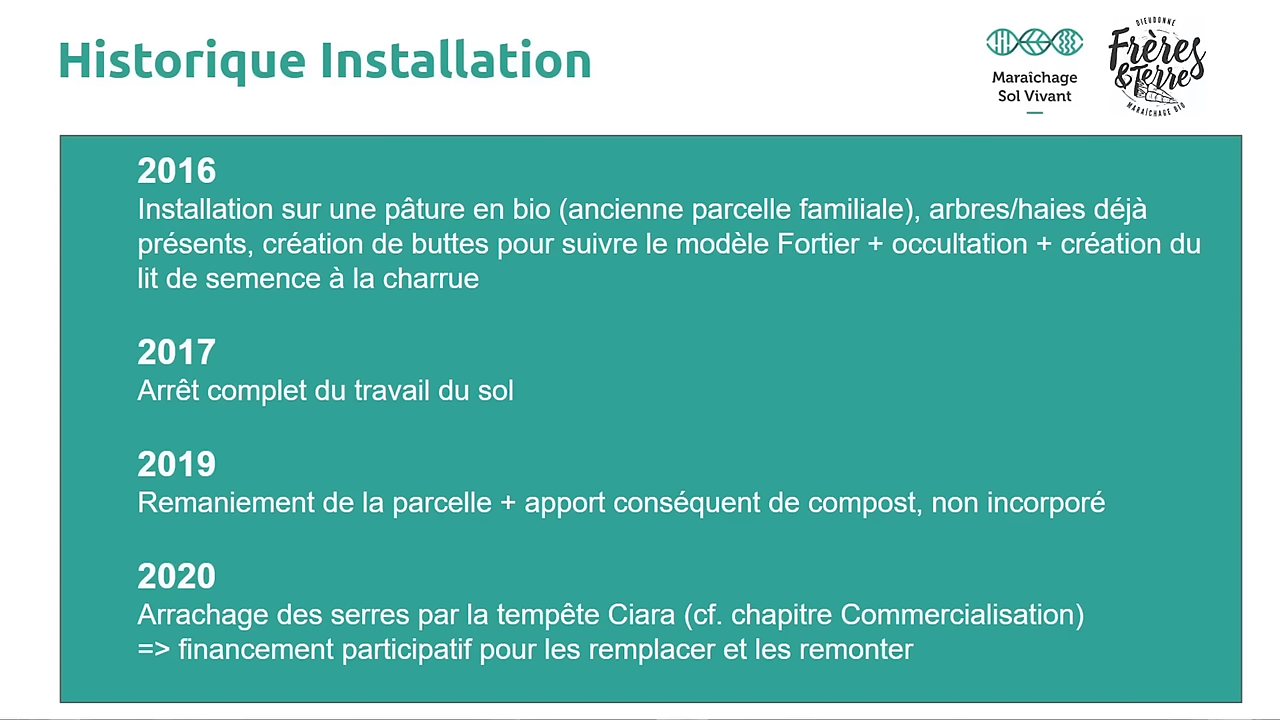 Historique Installation
Maraîchage
Sol Vivant
DIEUDONNE
Frères
& Terre
MARAÎCHAGE BIO
2016
Installation sur une pâture en bio (ancienne parcelle familiale), arbres/haies déjà
présents, création de buttes pour suivre le modèle Fortier + occultation + création du
lit de semence à la charrue
2017
Arrêt complet du travail du sol
2019
Remaniement de la parcelle + apport conséquent de compost, non incorporé
2020
Arrachage des serres par la tempête Ciara (cf. chapitre Commercialisation)
=> financement participatif pour les remplacer et les remonter